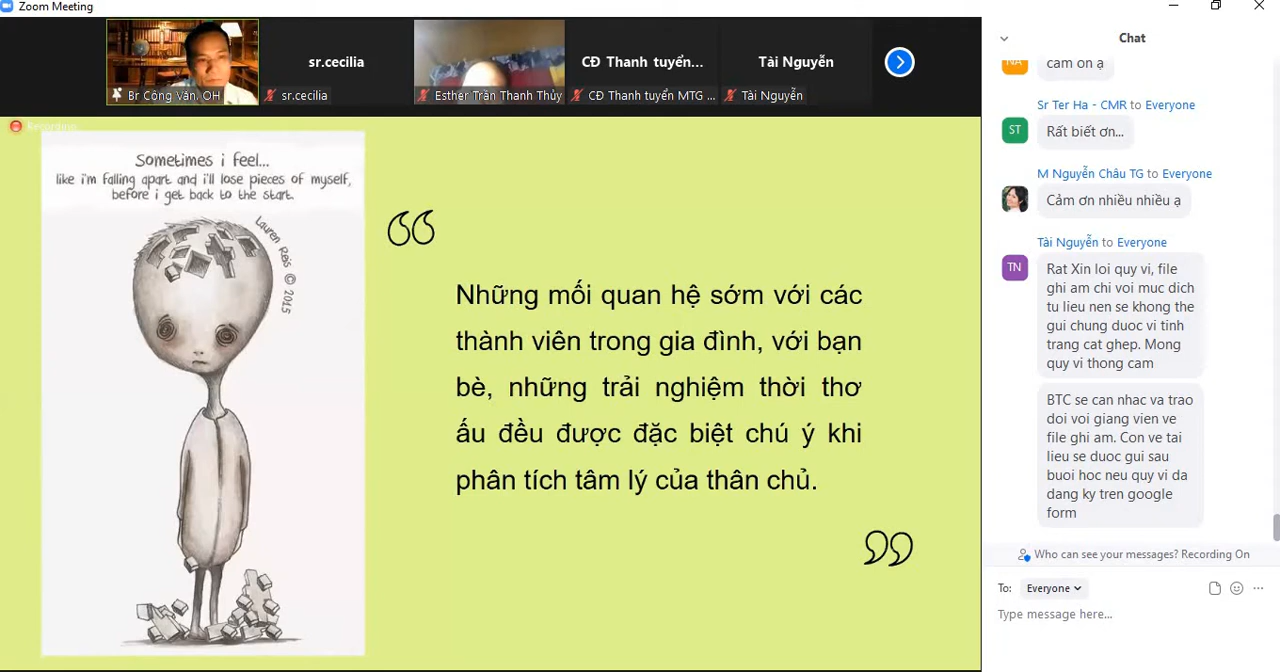 Zoom Meeting
sr.cecilia
CĐ Thanh tuyển...
Tài Nguyễn
Br Công Văn, OH
sr.cecilia
Esther Trần Thanh Thủy
CĐ Thanh tuyển MTG ...
Tài Nguyễn
Recording
Sometimes i feel...
like i'm falling apart and i'll lose pieces of myself,
before i get back to the start.
Lauren Reis © 2015
“
Những mối quan hệ sớm với các
thành viên trong gia đình, với bạn
bè, những trải nghiệm thời thơ
ấu đều được đặc biệt chú ý khi
phân tích tâm lý của thân chủ.
”
Chat
NA
cam on ạ
Sr Ter Ha - CMR to Everyone
ST
Rất biết ơn...
M Nguyễn Châu TG to Everyone
Cảm ơn nhiều nhiều ạ
Tài Nguyễn to Everyone
TN
Rat Xin loi quy vi, file
ghi am chi voi muc dich
tu lieu nen se khong the
gui chung duoc vi tinh
trang cat ghep. Mong
quy vi thong cam
BTC se can nhac va trao
doi voi giang vien ve
file ghi am. Con ve tai
lieu se duoc gui sau
buoi hoc neu quy vi da
dang ky tren google
form
Who can see your messages? Recording On
To: Everyone
Type message here...